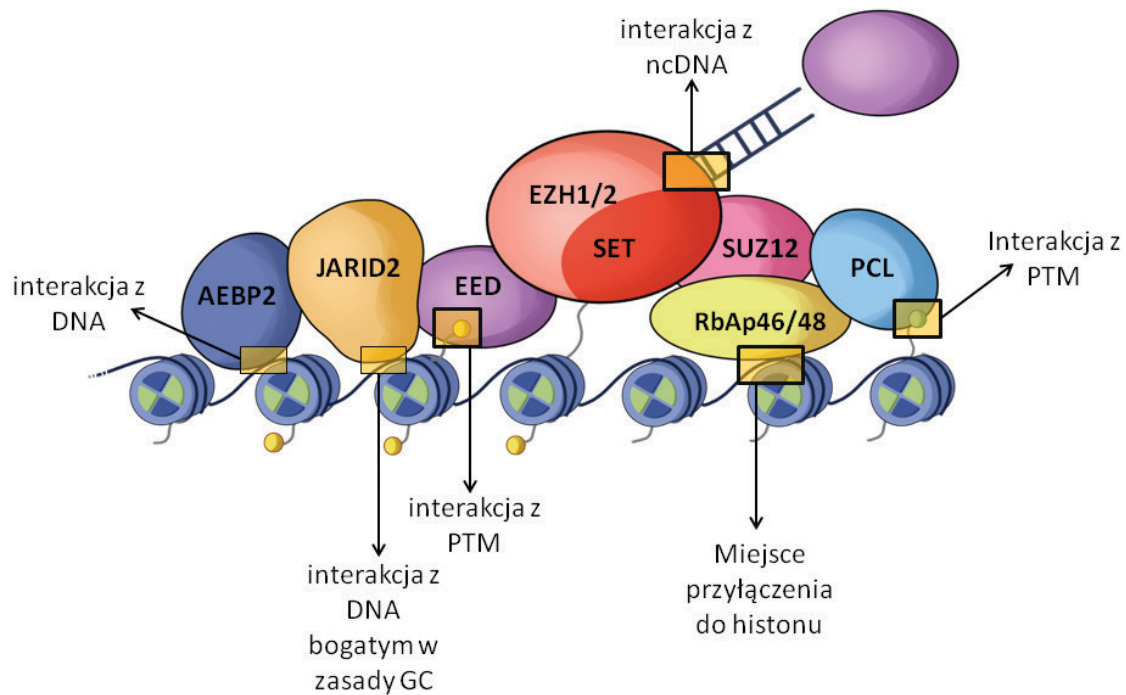 interakcja z
ncDNA
EZH1/2
SET
SUZ12
PCL
Interakcja z
PTM
JARID2
AEBP2
EED
RbAp46/48
interakcja z
DNA
interakcja z
PTM
interakcja z
DNA
bogatym w
zasady GC
Miejsce
przyłączenia
do histonu